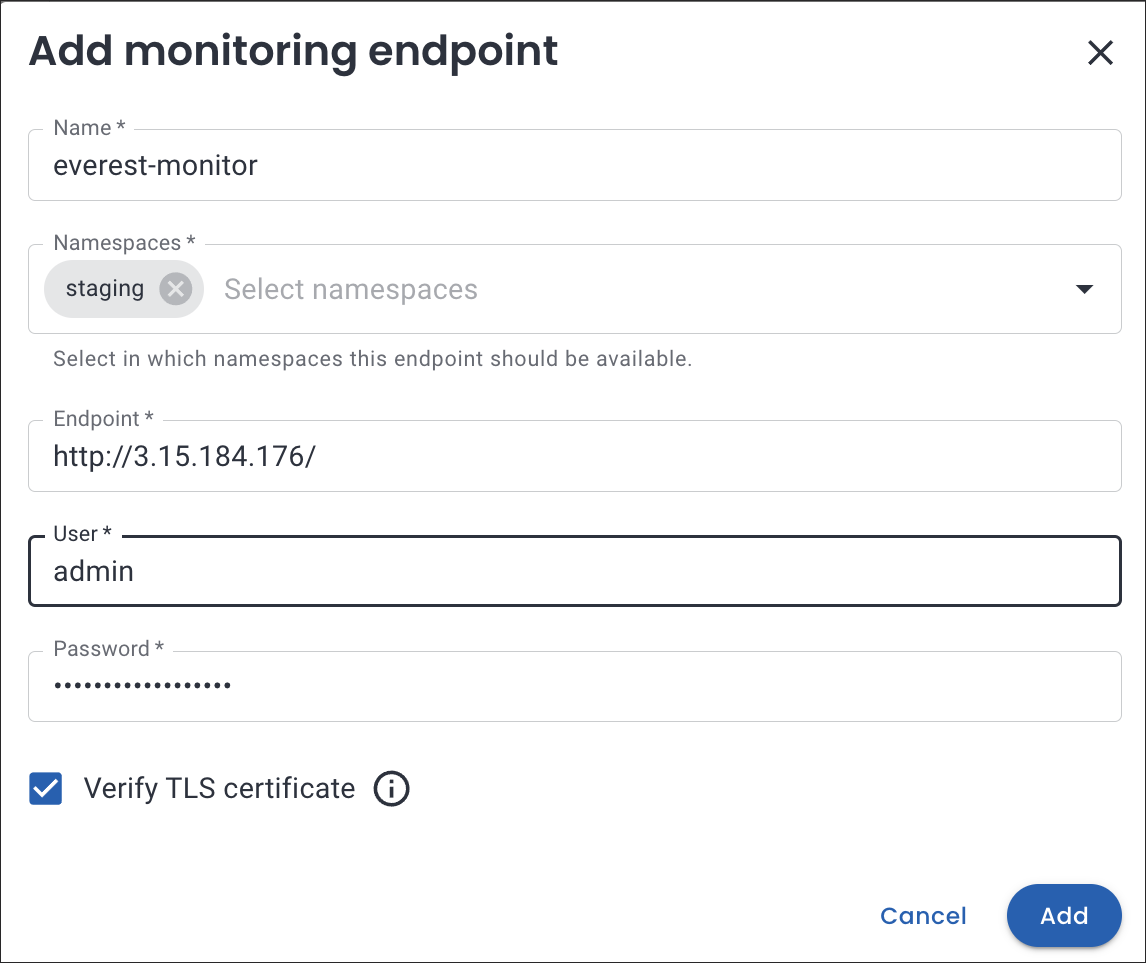 Add monitoring endpoint
Name *
everest-monitor
Namespaces *
staging Select namespaces
Select in which namespaces this endpoint should be available.
Endpoint *
http://3.15.184.176/
User *
admin
Password *
••••••••••••••••••
Verify TLS certificate
Cancel Add